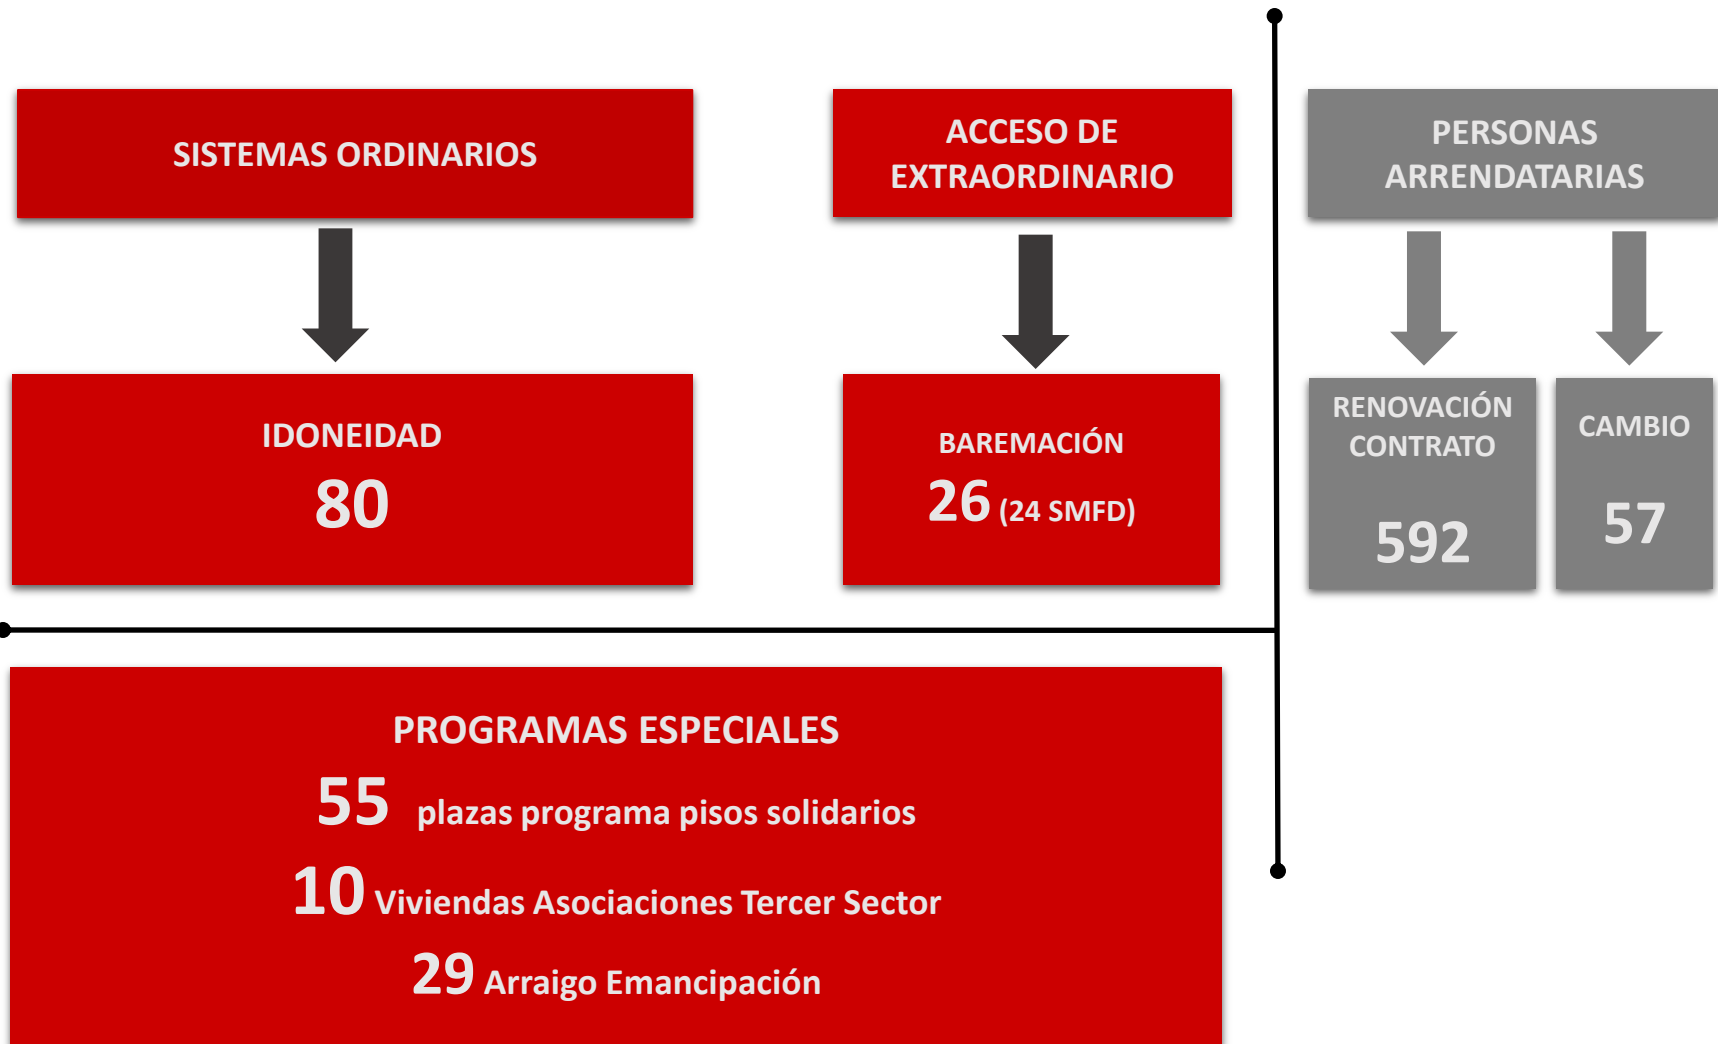 SISTEMAS ORDINARIOS
IDONEIDAD
80
ACCESO DE
EXTRAORDINARIO
BAREMACIÓN
26 (24 SMFD)
PERSONAS
ARRENDATARIAS
RENOVACIÓN
CONTRATO
592
CAMBIO
57
PROGRAMAS ESPECIALES
55 plazas programa pisos solidarios
10 Viviendas Asociaciones Tercer Sector
29 Arraigo Emancipación